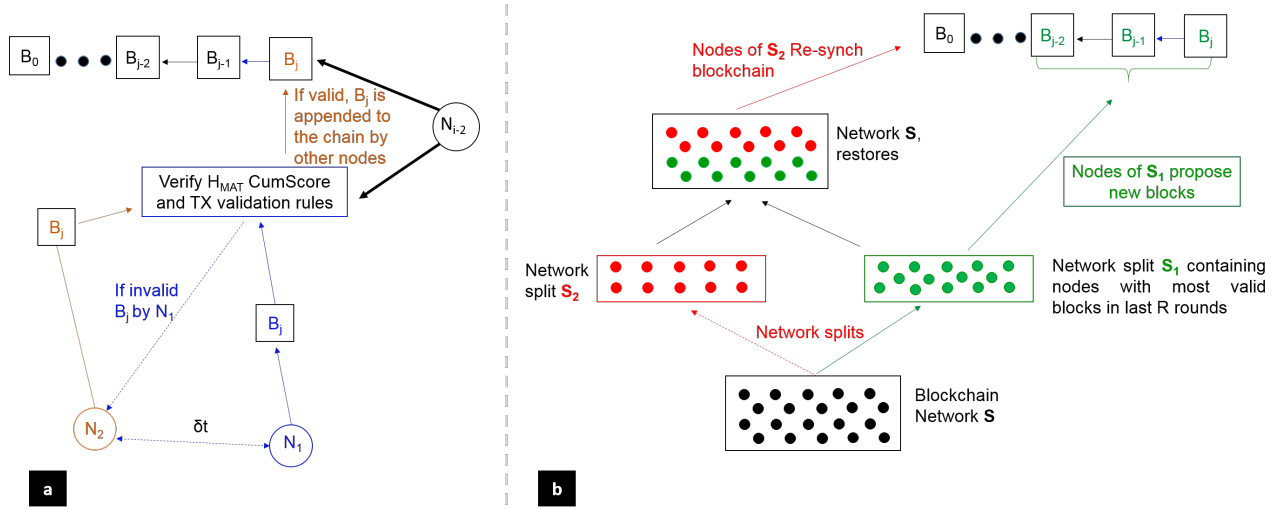 B0 Bj-2 Bj-1 Bj
If valid, Bj is
appended to
the chain by
other nodes
Ni-2
Verify HMAT CumScore
and TX validation rules
Bj
If invalid
Bj by N1
Bj
N2
δt
N1
a
B0 Bj-2 Bj-1 Bj
Nodes of S2 Re-synch
blockchain
Network S,
restores
Nodes of S1 propose
new blocks
Network
split S2
Network split S1 containing
nodes with most valid
blocks in last R rounds
Network splits
Blockchain
Network S
b